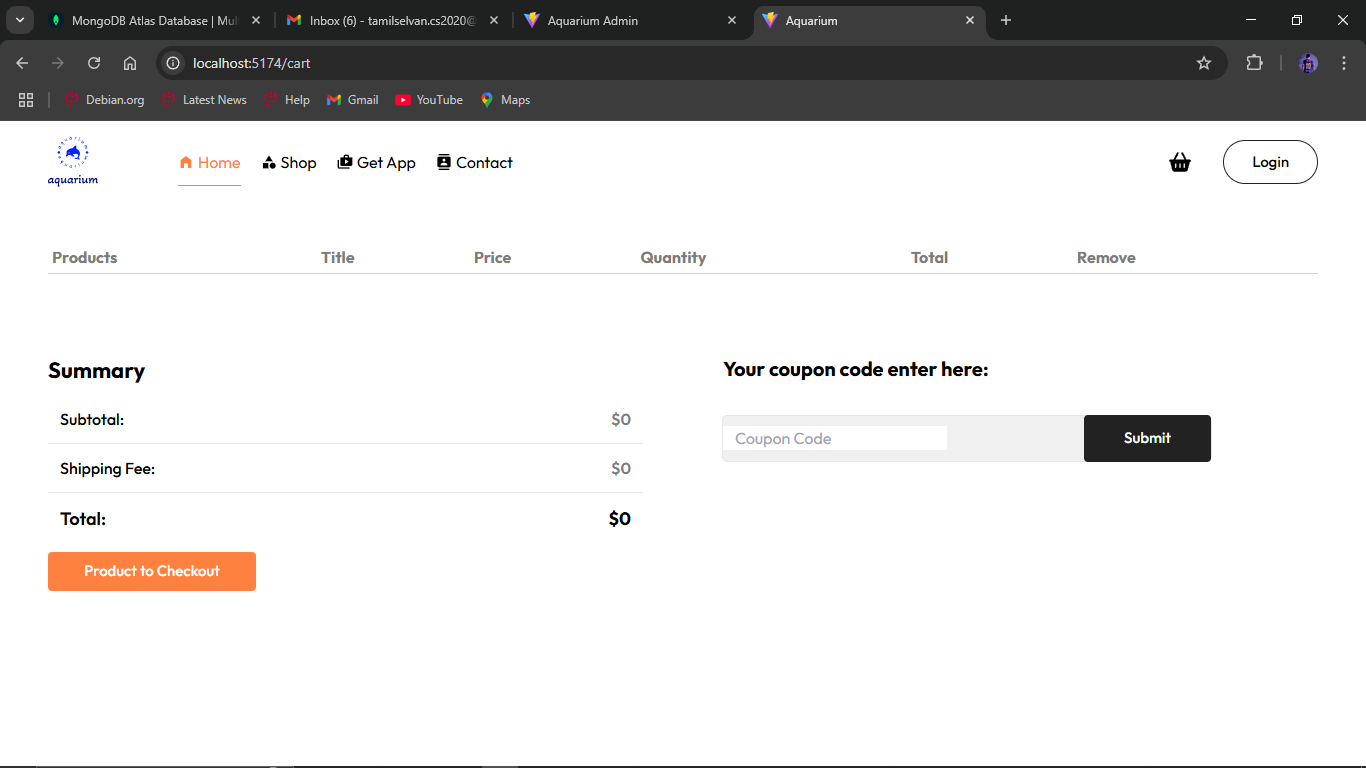 MongoDB Atlas Database | Mul
Inbox (6) - tamilselvan.cs2020@
Aquarium Admin
Aquarium
localhost:5174/cart
Debian.org
Latest News
Help
Gmail
YouTube
Maps
aquarium
Home
Shop
Get App
Contact
Login
Products Title Price Quantity Total Remove
Summary
Subtotal: $0
Shipping Fee: $0
Total: $0
Product to Checkout
Your coupon code enter here:
Coupon Code
Submit